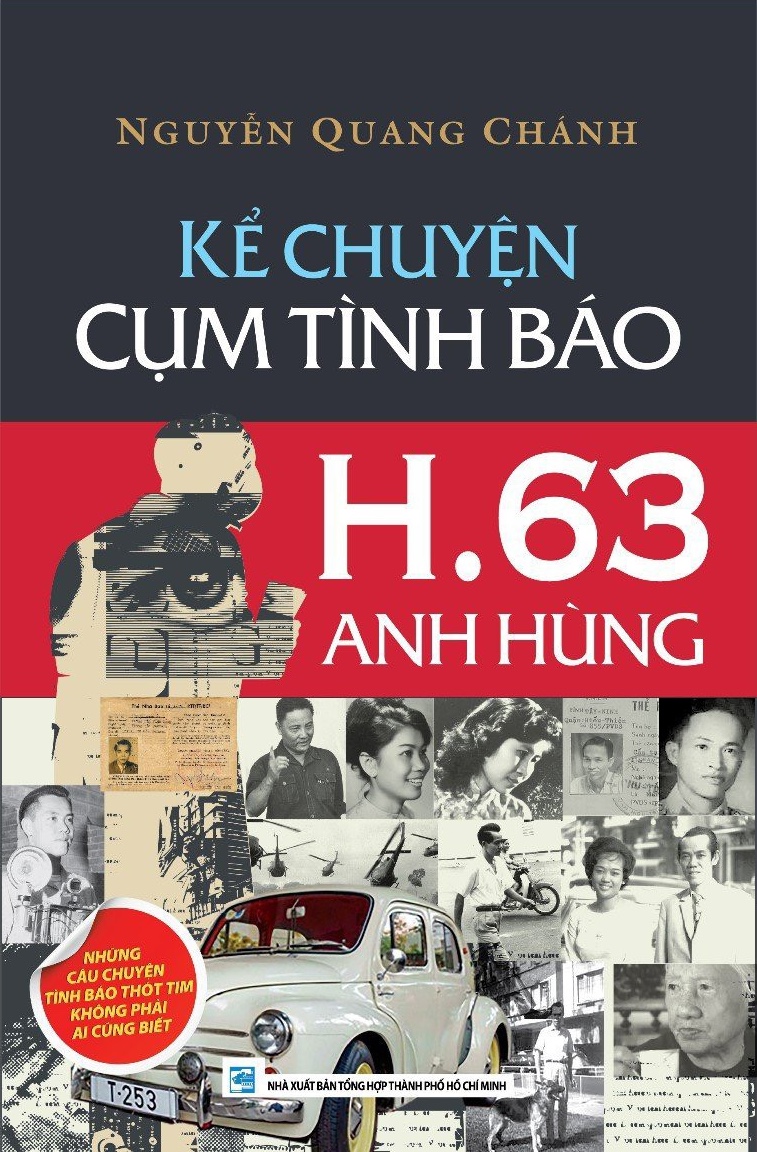 NGUYỄN QUANG CHÁNH
KỂ CHUYỆN
CỤM TÌNH BÁO
H.63
ANH HÙNG
NHỮNG
CÂU CHUYỆN
TÌNH BÁO THÓT TIM
KHÔNG PHẢI
AI CŨNG BIẾT
T-253
NHÀ XUẤT BẢN TỔNG HỢP THÀNH PHỐ HỒ CHÍ MINH